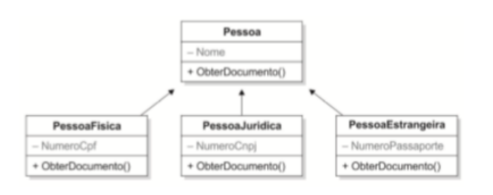 Pessoa
– Nome
+ ObterDocumento()
PessoaFisica
– NumeroCpf
+ ObterDocumento()
PessoaJuridica
– NumeroCnpj
+ ObterDocumento()
PessoaEstrangeira
– NumeroPassaporte
+ ObterDocumento()